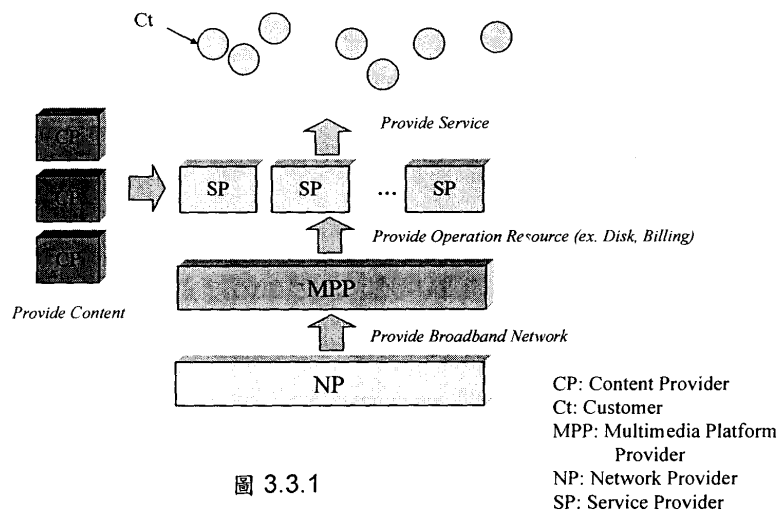 Ct
Provide Service
CP
CP
CP
SP
SP
...
SP
Provide Operation Resource (ex. Disk, Billing)
MPP
Provide Content
Provide Broadband Network
NP
CP: Content Provider
Ct: Customer
MPP: Multimedia Platform
Provider
NP: Network Provider
SP: Service Provider
圖 3.3.1